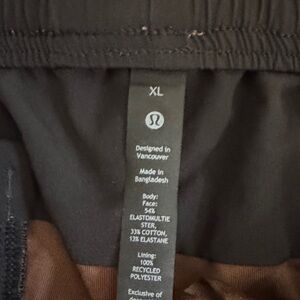 XL
Designed in
Vancouver
Made in
Bangladesh
Body:
Face:
54%
ELASTOMULTIE
STER,
33% COTTON,
13% ELASTANE
Lining:
100%
RECYCLED
POLYESTER
Exclusive of